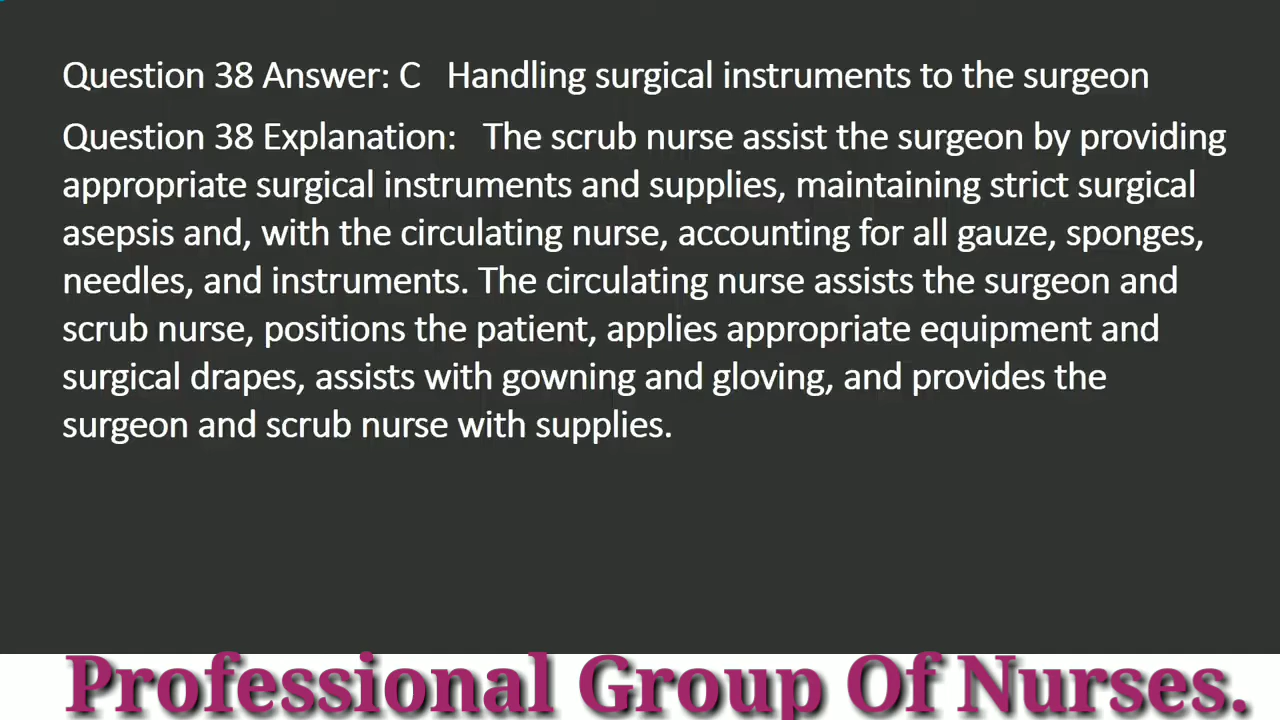 Question 38 Answer: C   Handling surgical instruments to the surgeon
Question 38 Explanation:   The scrub nurse assist the surgeon by providing
appropriate surgical instruments and supplies, maintaining strict surgical
asepsis and, with the circulating nurse, accounting for all gauze, sponges,
needles, and instruments. The circulating nurse assists the surgeon and
scrub nurse, positions the patient, applies appropriate equipment and
surgical drapes, assists with gowning and gloving, and provides the
surgeon and scrub nurse with supplies.
Professional Group Of Nurses.